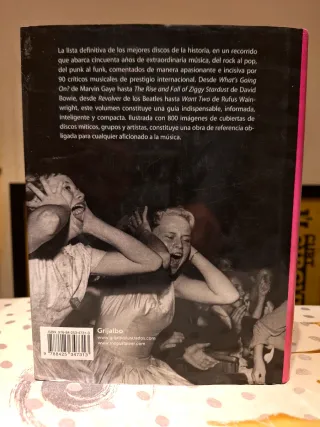 La lista definitiva de los mejores discos de la historia, en un recorrido
que abarca cincuenta años de extraordinaria música, del rock al pop,
del punk al funk, comentados de manera apasionante e incisiva por
90 críticos musicales de prestigio internacional. Desde What's Going
On? de Marvin Gaye hasta The Rise and Fall of Ziggy Stardust de David
Bowie, desde Revolver de los Beatles hasta Want Two de Rufus Wain-
wright, este volumen constituye una guía indispensable, informada,
inteligente y compacta. Ilustrada con 800 imágenes de cubiertas de
discos míticos, grupos y artistas, constituye una obra de referencia obli-
gada para cualquier aficionado a la música.
Grijalbo